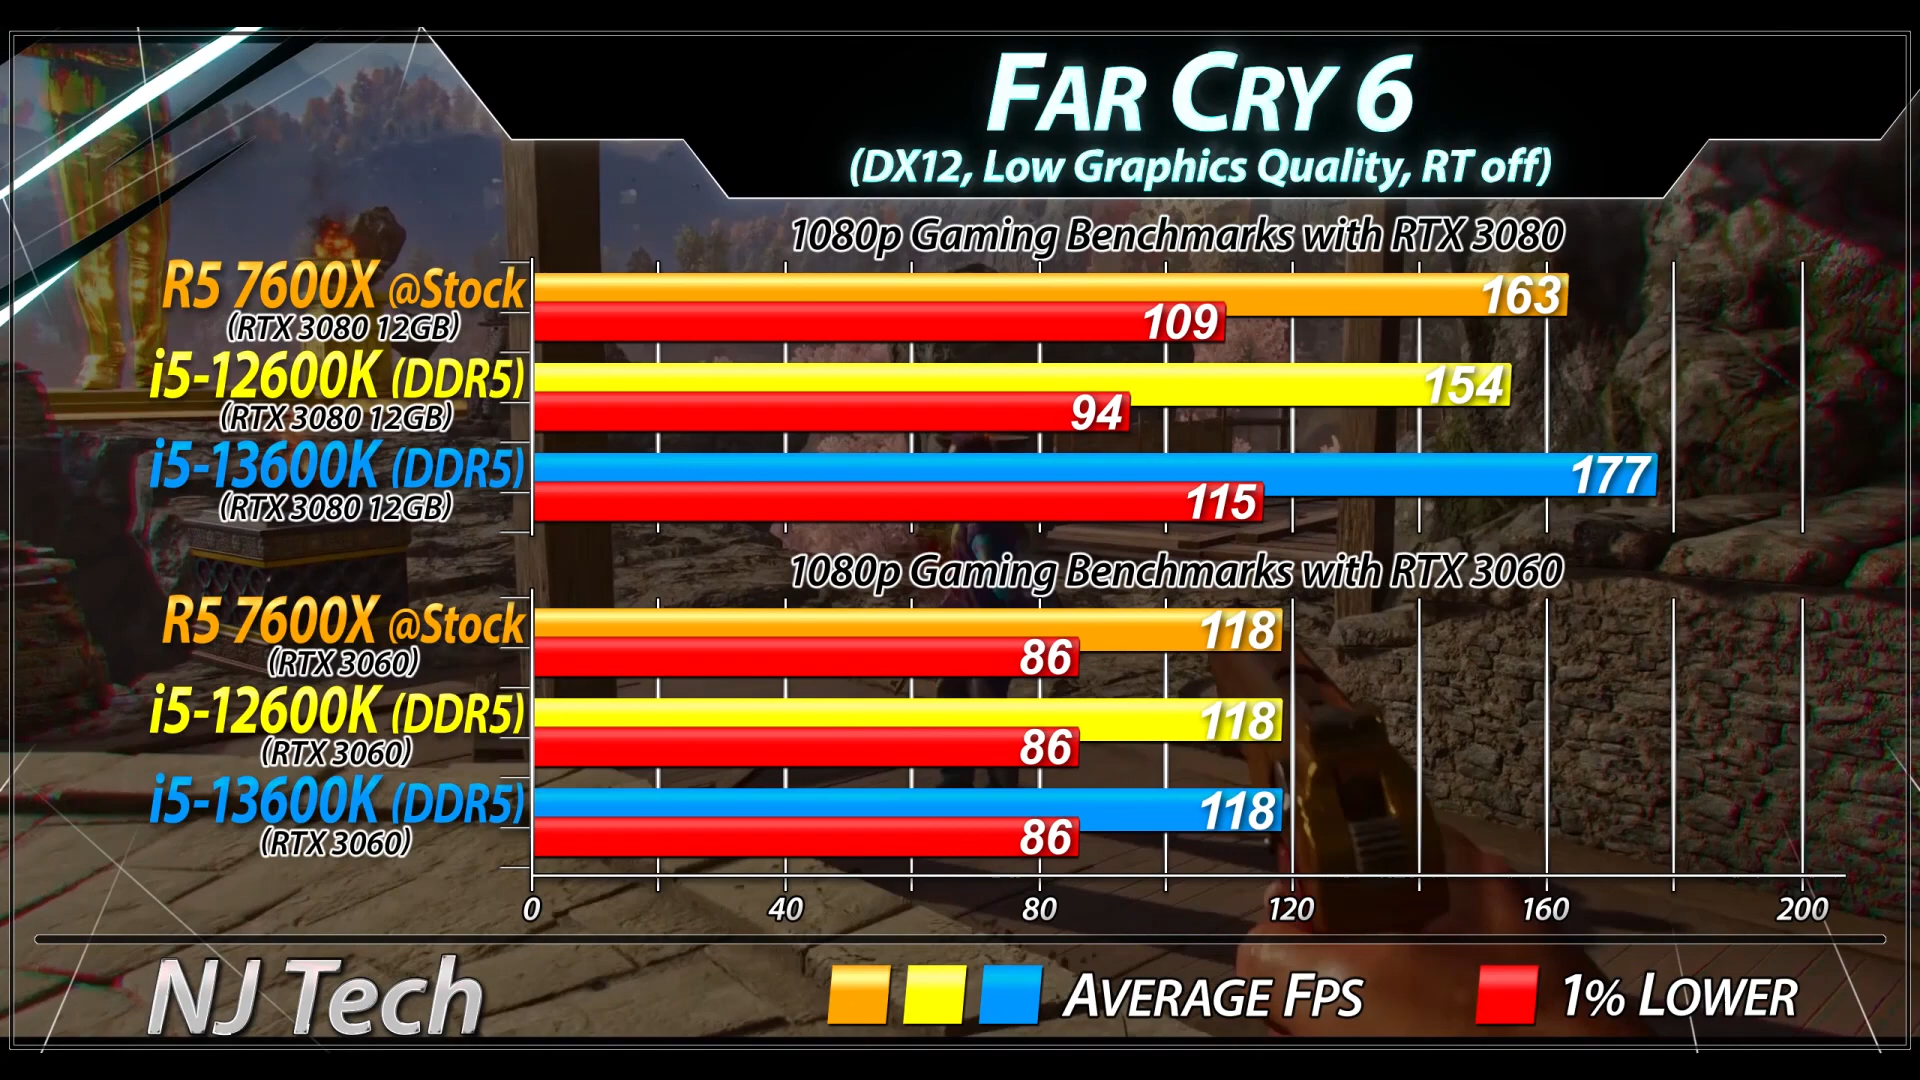 FAR CRY 6
(DX12, Low Graphics Quality, RT off)
1080p Gaming Benchmarks with RTX 3080
R5 7600X @Stock
(RTX 3080 12GB)
163
109
i5-12600K (DDR5)
(RTX 3080 12GB)
154
94
i5-13600K (DDR5)
(RTX 3080 12GB)
177
115
1080p Gaming Benchmarks with RTX 3060
R5 7600X @Stock
(RTX 3060)
118
86
i5-12600K (DDR5)
(RTX 3060)
118
86
i5-13600K (DDR5)
(RTX 3060)
118
86
0 40 80 120 160 200
NJ Tech
AVERAGE FPS
1% LOWER